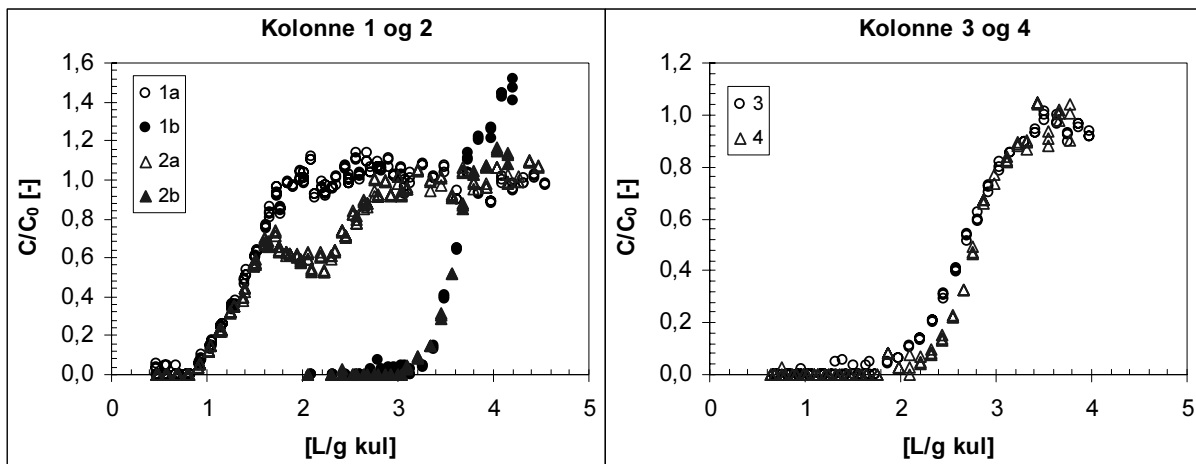 Kolonne 1 og 2
1,6
1,4
1,2
1,0
0,8
0,6
0,4
0,2
0,0
C/C0 [-]
1a
1b
2a
2b
0 1 2 3 4 5
[L/g kul]
Kolonne 3 og 4
1,2
1,0
0,8
0,6
0,4
0,2
0,0
C/C0 [-]
3
4
0 1 2 3 4 5
[L/g kul]